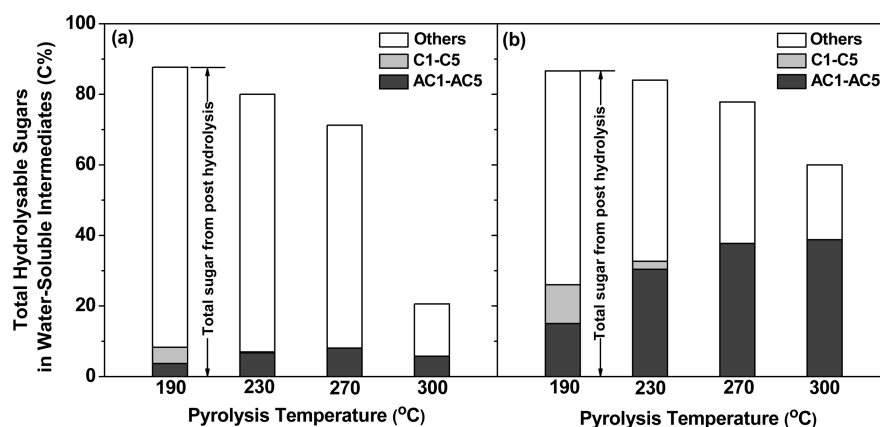 Total Hydrolysable Sugars
in Water-Soluble Intermediates (C%)
100
80
60
40
20
0
(a)
Others
C1-C5
AC1-AC5
Total sugar from post hydrolysis
190
230
270
300
Pyrolysis Temperature (°C)
(b)
Others
C1-C5
AC1-AC5
Total sugar from post hydrolysis
190
230
270
300
Pyrolysis Temperature (°C)